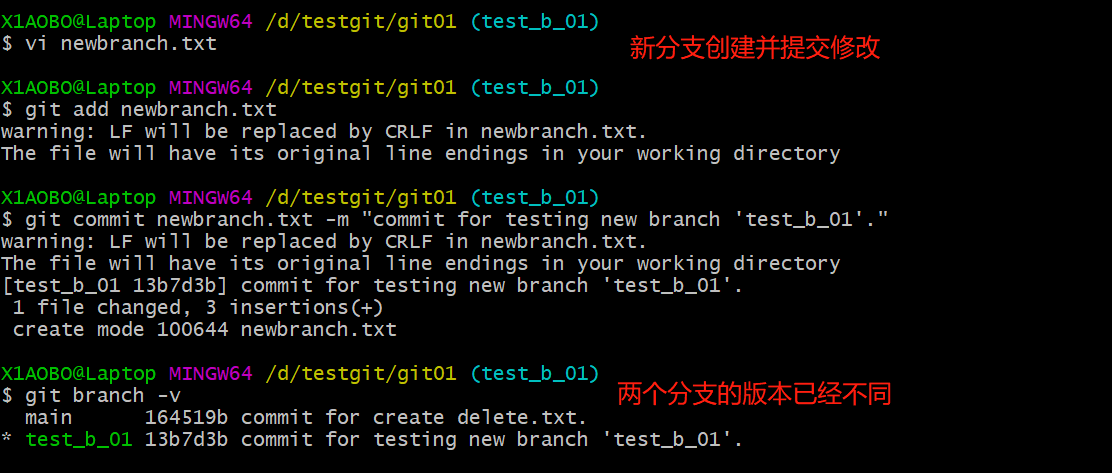 X1AOBO@Laptop MINGW64 /d/testgit/git01 (test_b_01)
$ vi newbranch.txt
新分支创建并提交修改
X1AOBO@Laptop MINGW64 /d/testgit/git01 (test_b_01)
$ git add newbranch.txt
warning: LF will be replaced by CRLF in newbranch.txt.
The file will have its original line endings in your working directory
X1AOBO@Laptop MINGW64 /d/testgit/git01 (test_b_01)
$ git commit newbranch.txt -m "commit for testing new branch 'test_b_01'."
warning: LF will be replaced by CRLF in newbranch.txt.
The file will have its original line endings in your working directory
[test_b_01 13b7d3b] commit for testing new branch 'test_b_01'.
 1 file changed, 3 insertions(+)
 create mode 100644 newbranch.txt
X1AOBO@Laptop MINGW64 /d/testgit/git01 (test_b_01)
$ git branch -v
两个分支的版本已经不同
  main      164519b commit for create delete.txt.
* test_b_01 13b7d3b commit for testing new branch 'test_b_01'.